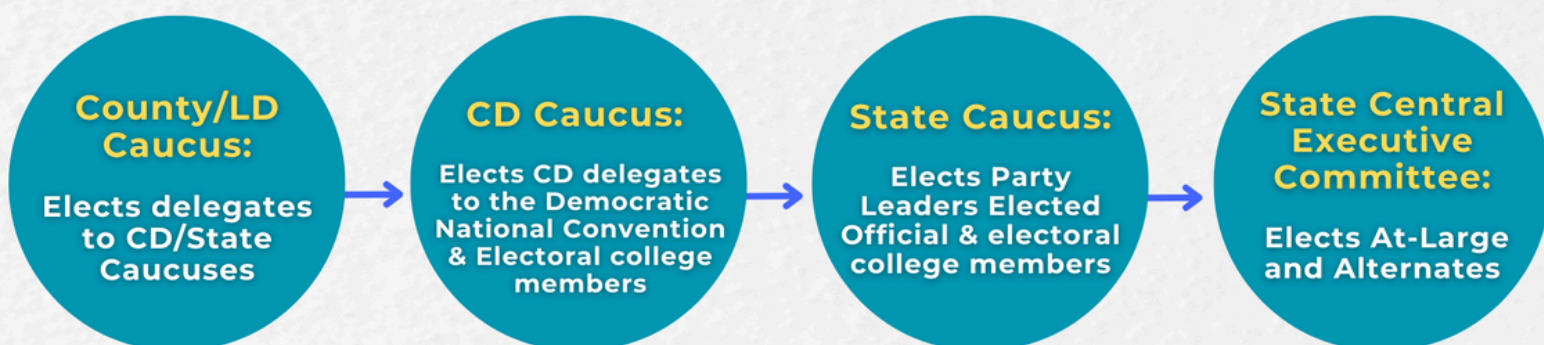 County/LD
Caucus:
Elects delegates
to CD/State
Caucuses
CD Caucus:
Elects CD delegates
to the Democratic
National Convention
& Electoral college
members
State Caucus:
Elects Party
Leaders Elected
Official & electoral
college members
State Central
Executive
Committee:
Elects At-Large
and Alternates